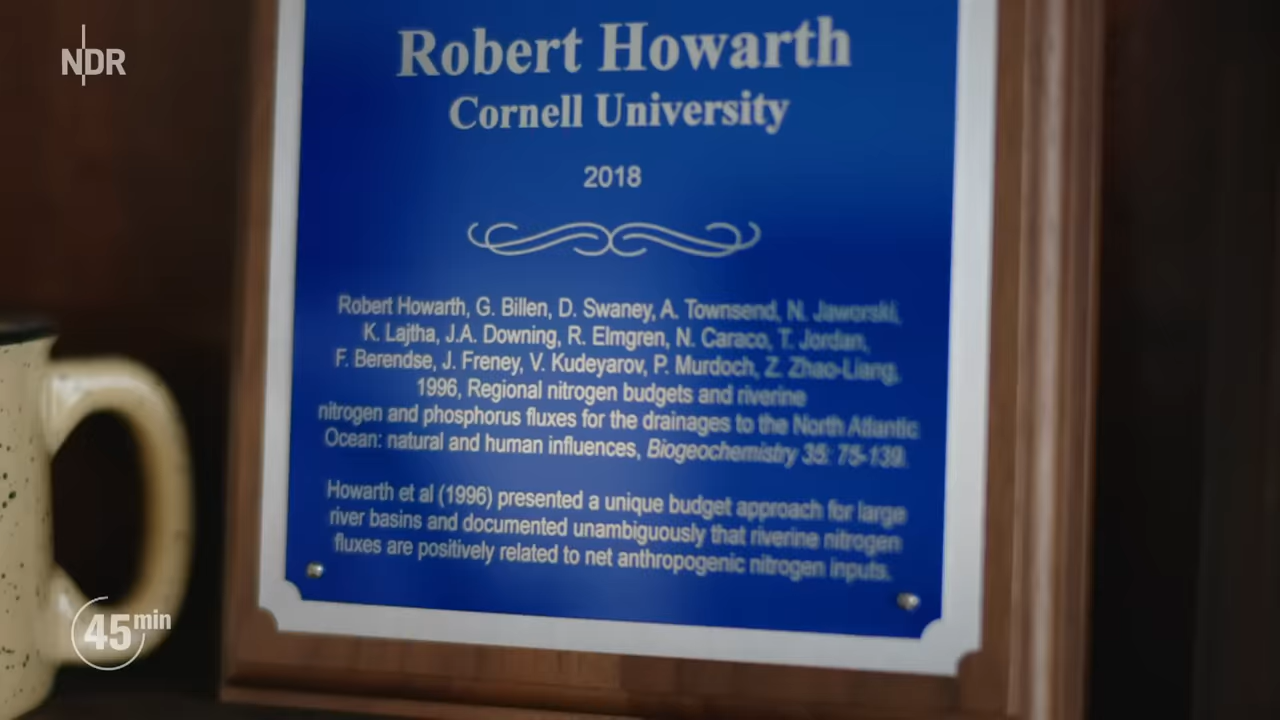 NDR
Robert Howarth
Cornell University
2018
Robert Howarth, G. Billen, D. Swaney, A. Townsend, N. Jaworski,
K. Lajtha, J.A. Downing, R. Elmgren, N. Caraco, T. Jordan,
F. Berendse, J. Freney, V. Kudeyarov, P. Murdoch, Z. Zhao-Liang,
1996, Regional nitrogen budgets and riverine
nitrogen and phosphorus fluxes for the drainages to the North Atlantic
Ocean: natural and human influences, Biogeochemistry 35: 75-139.
Howarth et al (1996) presented a unique budget approach for large
river basins and documented unambiguously that riverine nitrogen
fluxes are positively related to net anthropogenic nitrogen inputs.
45 min